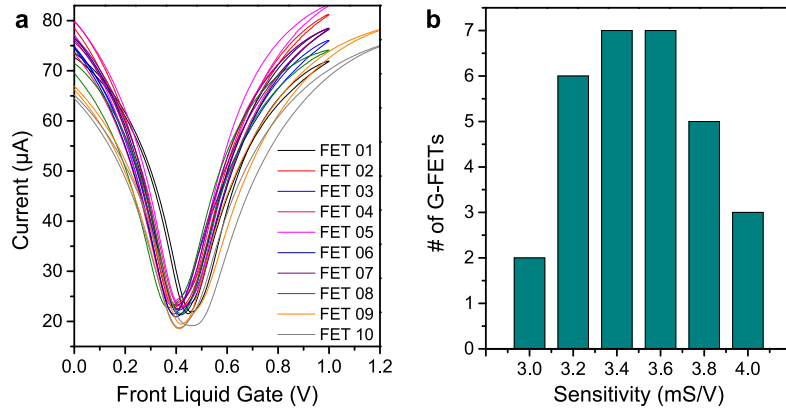 a
80
70
60
50
40
30
20
Current (µA)
0.0 0.2 0.4 0.6 0.8 1.0 1.2
Front Liquid Gate (V)
FET 01
FET 02
FET 03
FET 04
FET 05
FET 06
FET 07
FET 08
FET 09
FET 10
b
7
6
5
4
3
2
1
0
# of G-FETs
3.0 3.2 3.4 3.6 3.8 4.0
Sensitivity (mS/V)